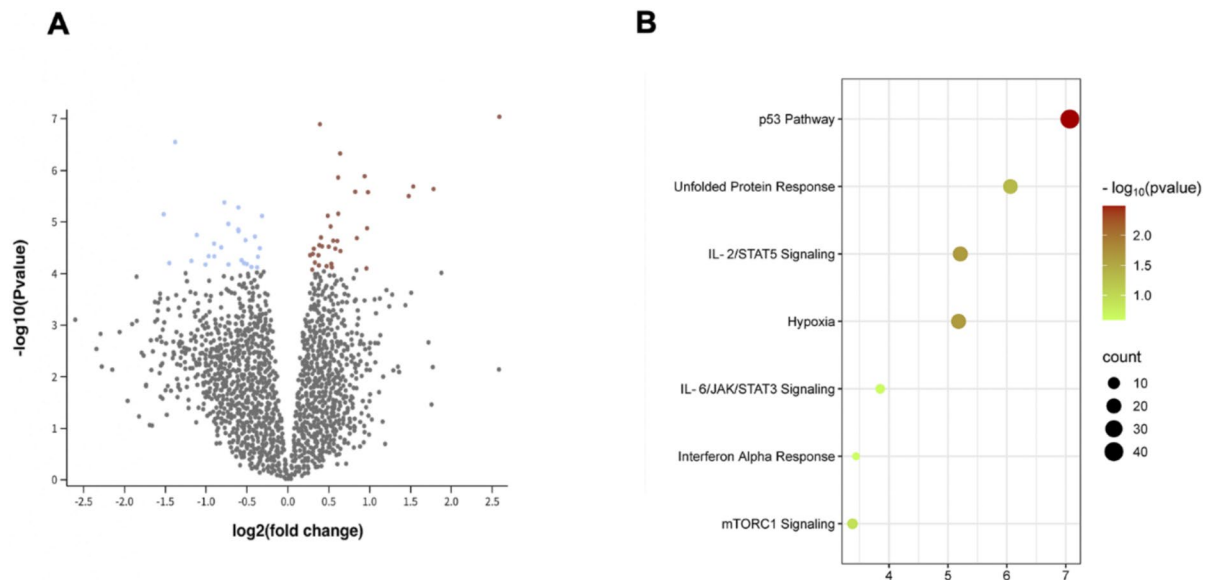 A
-log10(Pvalue)
7
6
5
4
3
2
1
0
-2.5 -2.0 -1.5 -1.0 -0.5 0.0 0.5 1.0 1.5 2.0 2.5
log2(fold change)
B
p53 Pathway
Unfolded Protein Response
IL- 2/STAT5 Signaling
Hypoxia
IL- 6/JAK/STAT3 Signaling
Interferon Alpha Response
mTORC1 Signaling
4 5 6 7
- log₁₀(pvalue)
2.0
1.5
1.0
count
10
20
30
40